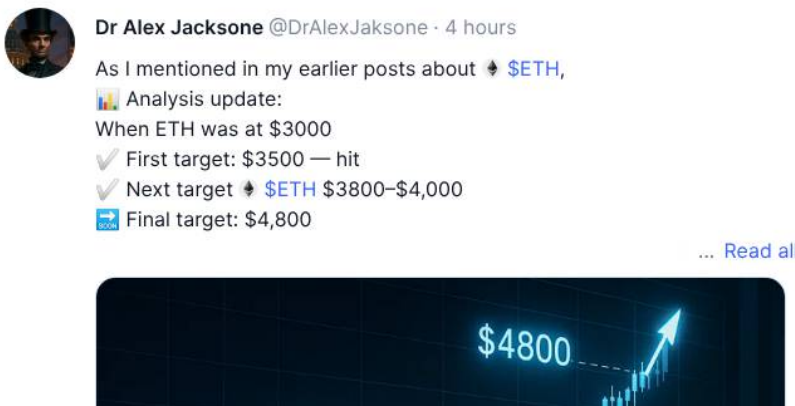 Dr Alex Jacksone @DrAlexJaksone · 4 hours
As I mentioned in my earlier posts about $ETH,
📊 Analysis update:
When ETH was at $3000
✔️ First target: $3500 — hit
✔️ Next target $ETH $3800–$4,000
🔜 Final target: $4,800
... Read all
$4800